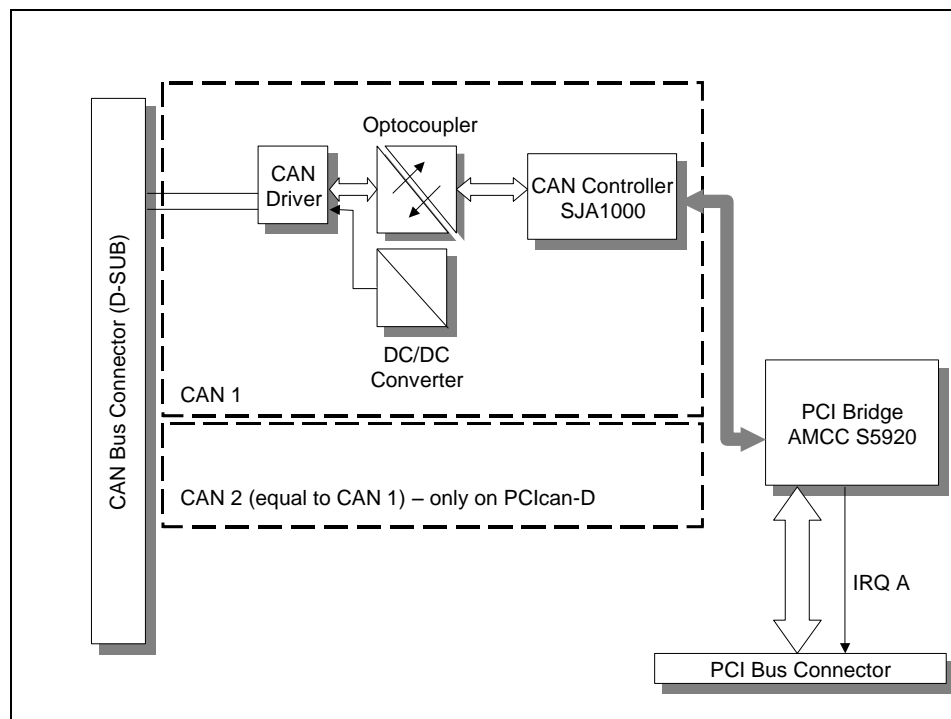 Optocoupler
CAN
Driver
CAN Controller
SJA1000
CAN Bus Connector (D-SUB)
DC/DC
Converter
CAN 1
PCI Bridge
AMCC S5920
CAN 2 (equal to CAN 1) – only on PCIcan-D
IRQ A
PCI Bus Connector